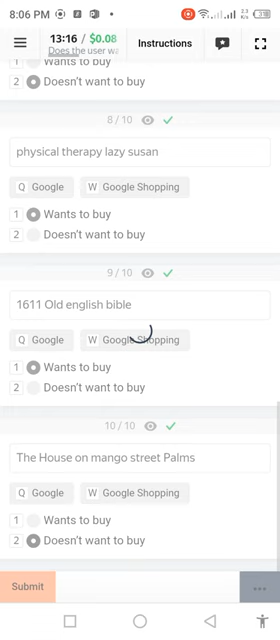 8:06 PM
13:16 / $0.08
Instructions
Does the user wa
1 Wants to buy
2 Doesn't want to buy
8 / 10
physical therapy lazy susan
Q Google W Google Shopping
1 Wants to buy
2 Doesn't want to buy
9 / 10
1611 Old english bible
Q Google W Google Shopping
1 Wants to buy
2 Doesn't want to buy
10 / 10
The House on mango street Palms
Q Google W Google Shopping
1 Wants to buy
2 Doesn't want to buy
Submit